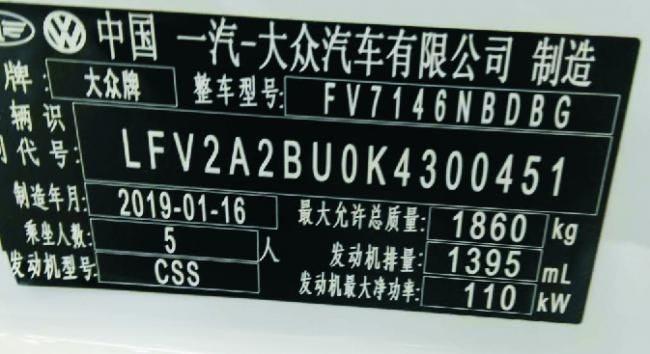 中国 一汽-大众汽车有限公司 制造
牌: 大众牌 整车型号: FV7146NBDBG
车辆识
别代号: LFV2A2BU0K4300451
制造年月: 2019-01-16 最大允许总质量: 1860 kg
乘坐人数: 5 人 发动机排量: 1395 mL
发动机型号: CSS 发动机最大净功率: 110 kW